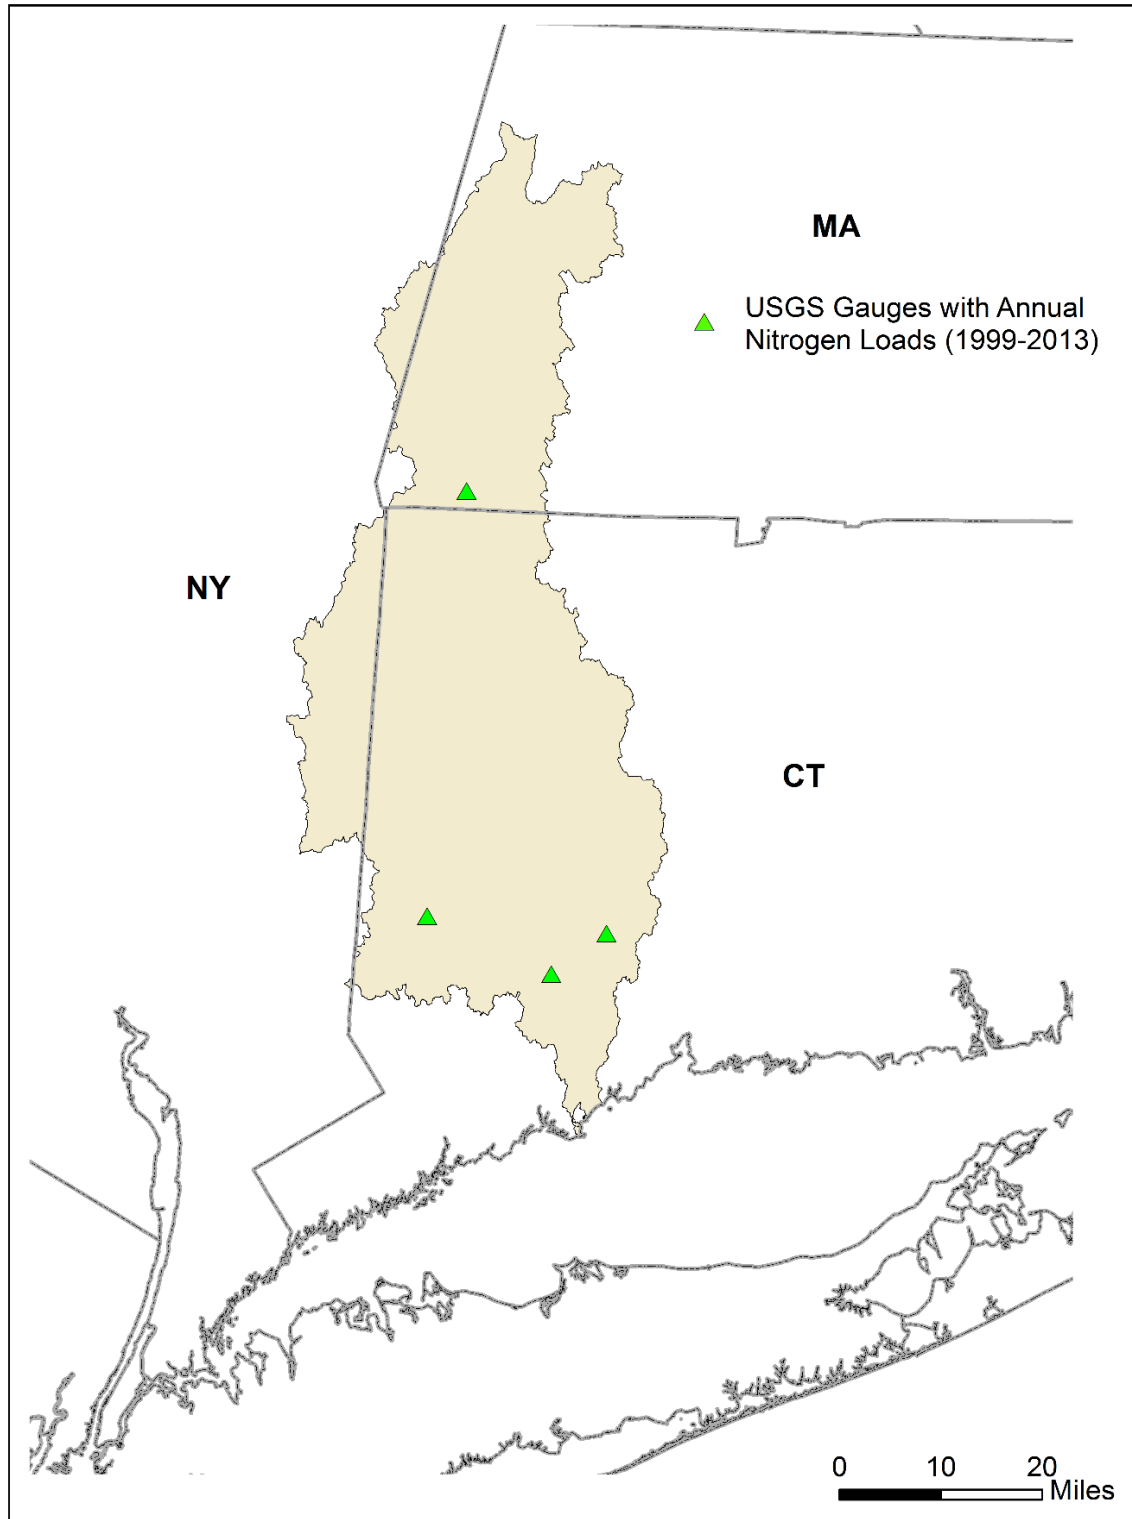 MA
USGS Gauges with Annual
Nitrogen Loads (1999-2013)
NY
CT
0 10 20
Miles